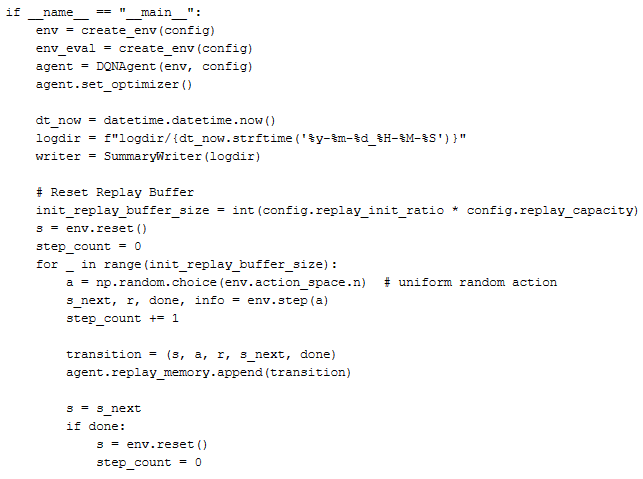 if __name__ == "__main__":
    env = create_env(config)
    env_eval = create_env(config)
    agent = DQNAgent(env, config)
    agent.set_optimizer()

    dt_now = datetime.datetime.now()
    logdir = f"logdir/{dt_now.strftime('%y-%m-%d_%H-%M-%S')}"
    writer = SummaryWriter(logdir)

    # Reset Replay Buffer
    init_replay_buffer_size = int(config.replay_init_ratio * config.replay_capacity)
    s = env.reset()
    step_count = 0
    for _ in range(init_replay_buffer_size):
        a = np.random.choice(env.action_space.n)  # uniform random action
        s_next, r, done, info = env.step(a)
        step_count += 1

        transition = (s, a, r, s_next, done)
        agent.replay_memory.append(transition)

        s = s_next
        if done:
            s = env.reset()
            step_count = 0